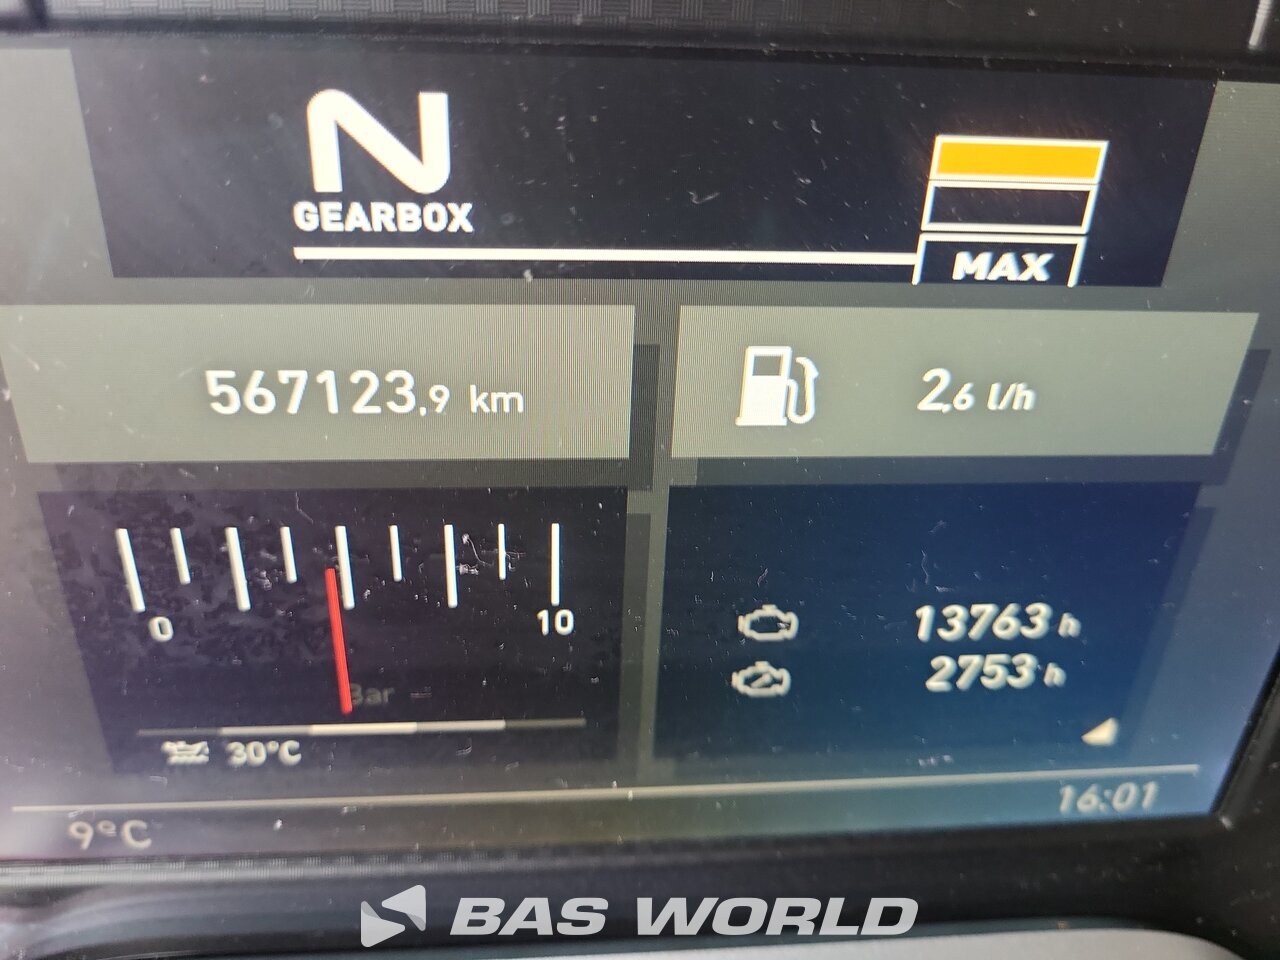 N
GEARBOX
MAX
567123,9 km
2,6 l/h
0
10
Bar
13763 h
2753 h
30°C
9°C
16:01
BAS WORLD